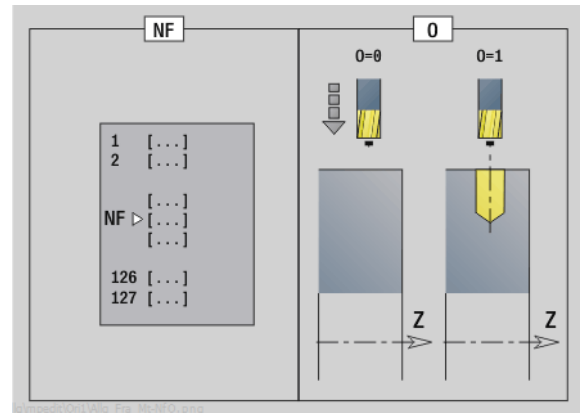 NF
O
O=0
O=1
1 [...]
2 [...]
[...]
NF [...]
[...]
126 [...]
127 [...]
Z
Z